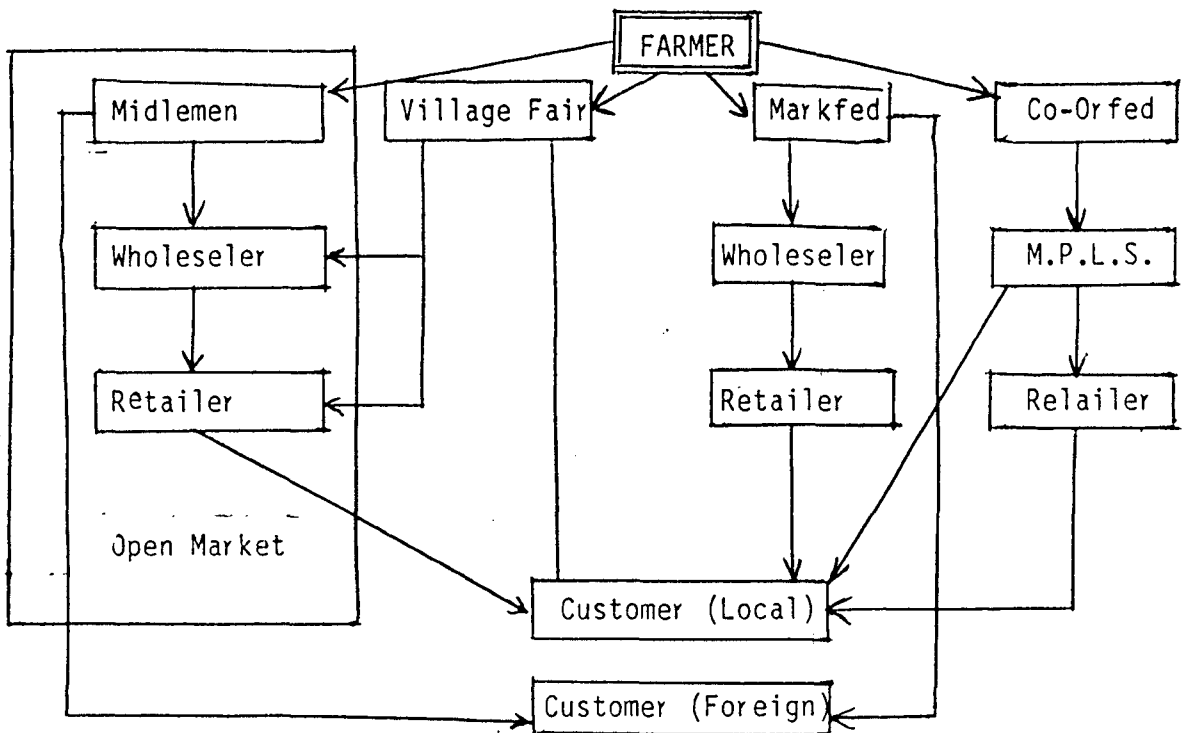 FARMER
Midlemen
Village Fair
Markfed
Co-Orfed
Wholeseler
Wholeseler
M.P.L.S.
Retailer
Retailer
Relailer
Open Market
Customer (Local)
Customer (Foreign)